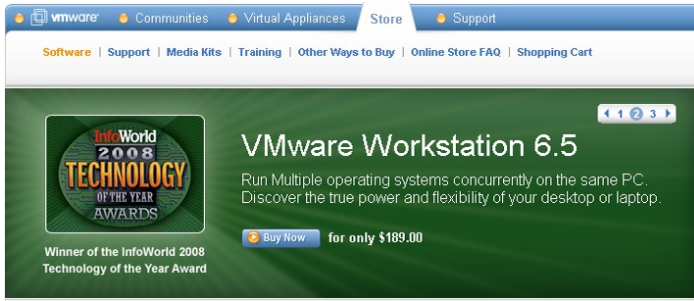 vmware Communities Virtual Appliances Store Support
Software | Support | Media Kits | Training | Other Ways to Buy | Online Store FAQ | Shopping Cart
1 2 3
InfoWorld
2008
TECHNOLOGY
OF THE YEAR
AWARDS
Winner of the InfoWorld 2008
Technology of the Year Award
VMware Workstation 6.5
Run Multiple operating systems concurrently on the same PC.
Discover the true power and flexibility of your desktop or laptop.
Buy Now for only $189.00